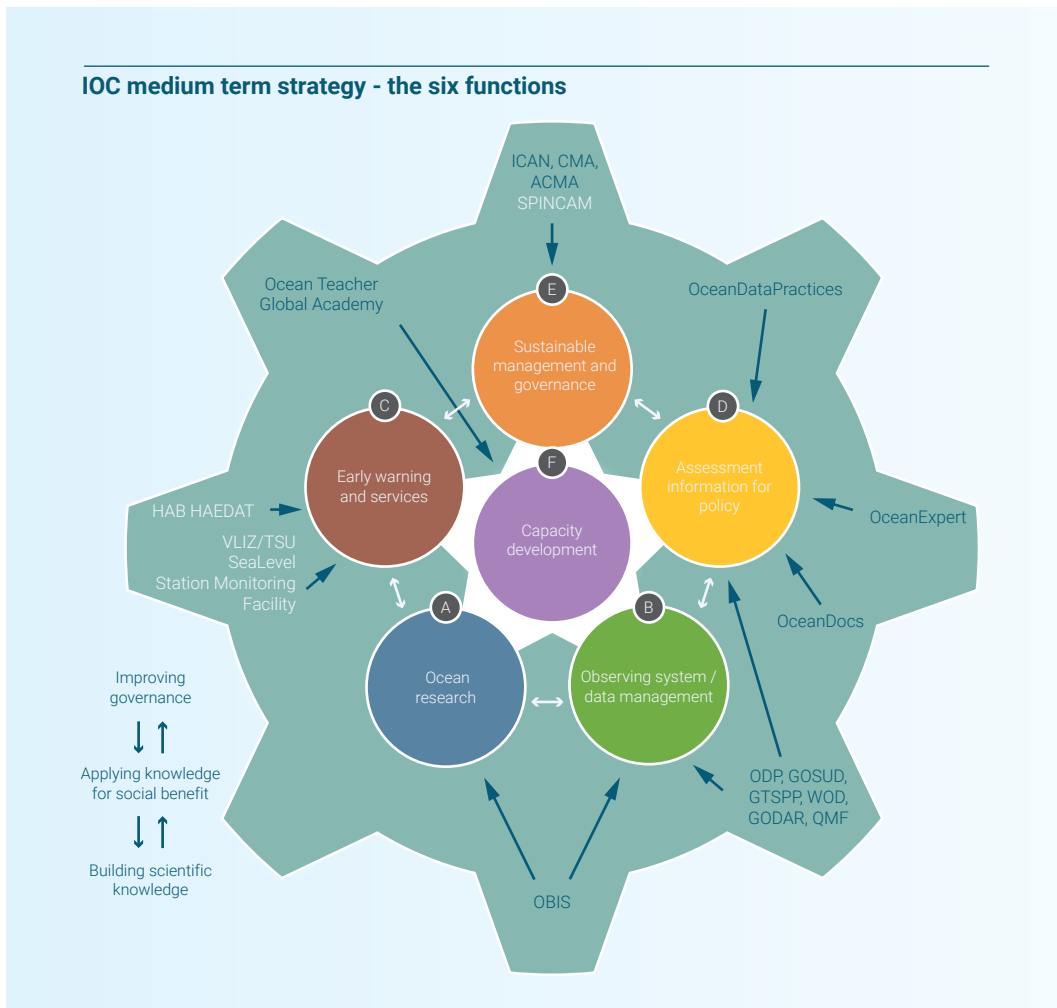 IOC medium term strategy - the six functions
ICAN, CMA,
ACMA
SPINCAM
Ocean Teacher
Global Academy
OceanDataPractices
E
Sustainable
management and
governance
C
Early warning
and services
D
Assessment
information for
policy
F
Capacity
development
HAB HAEDAT
VLIZ/TSU
SeaLevel
Station Monitoring
Facility
OceanExpert
OceanDocs
A
Ocean
research
B
Observing system /
data management
Improving
governance
Applying knowledge
for social benefit
Building scientific
knowledge
ODP, GOSUD,
GTSPP, WOD,
GODAR, QMF
OBIS